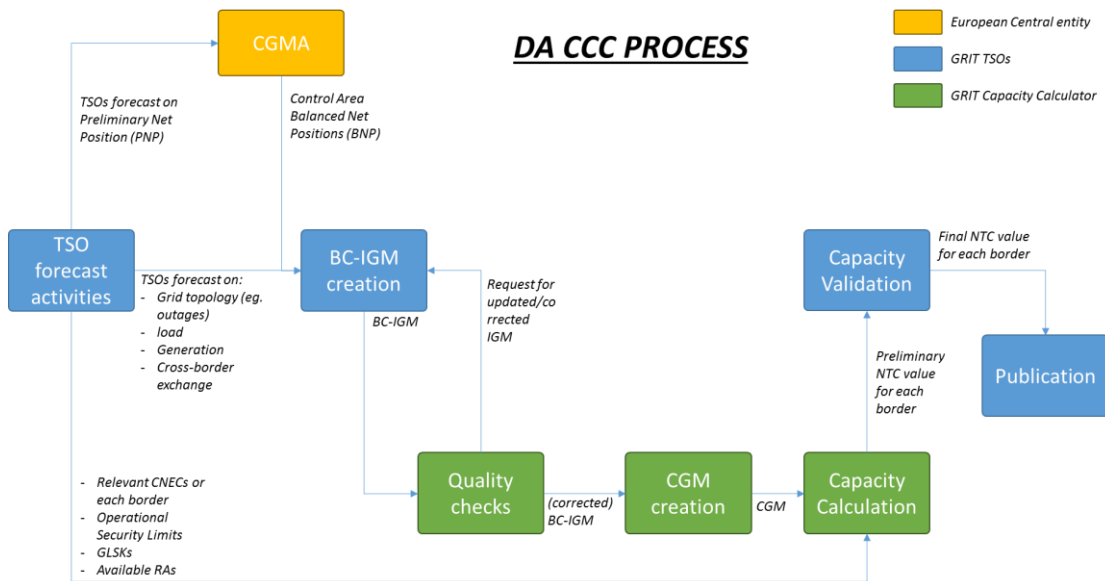 DA CCC PROCESS
European Central entity
GRIT TSOs
GRIT Capacity Calculator
CGMA
TSOs forecast on
Preliminary Net
Position (PNP)
Control Area
Balanced Net
Positions (BNP)
TSO
forecast
activities
TSOs forecast on:
- Grid topology (eg.
outages)
- load
- Generation
- Cross-border
exchange
BC-IGM
creation
BC-IGM
Request for
updated/co
rrected
IGM
Capacity
Validation
Final NTC value
for each border
Publication
Preliminary
NTC value
for each
border
- Relevant CNECs or
each border
- Operational
Security Limits
- GLSKs
- Available RAs
Quality
checks
(corrected)
BC-IGM
CGM
creation
CGM
Capacity
Calculation